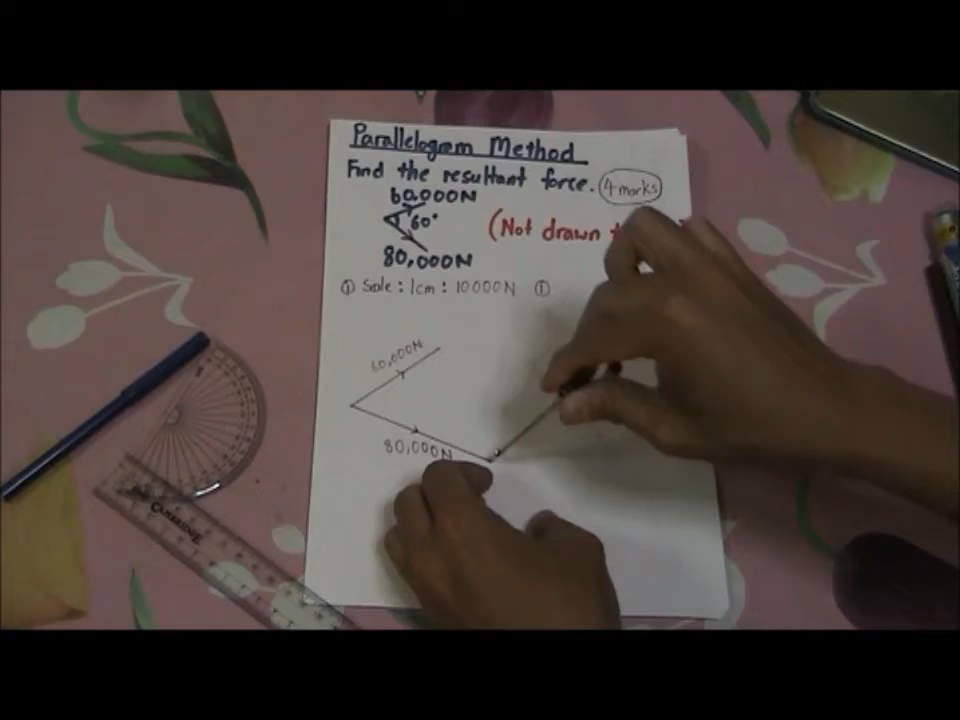 Parallelogram Method
Find the resultant force. 4 marks
60,000N
60°
(Not drawn
80,000N
① Scale : 1cm : 10000N ①
60,000N
80,000N
CAMBRIDGE